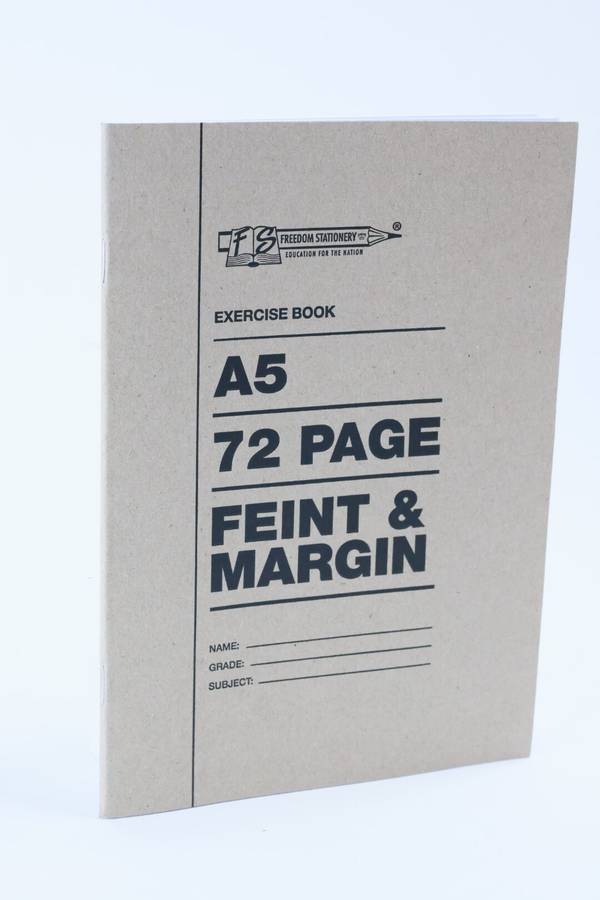 FS FREEDOM STATIONERY ®
EDUCATION FOR THE NATION
EXERCISE BOOK
A5
72 PAGE
FEINT &
MARGIN
NAME:
GRADE:
SUBJECT: